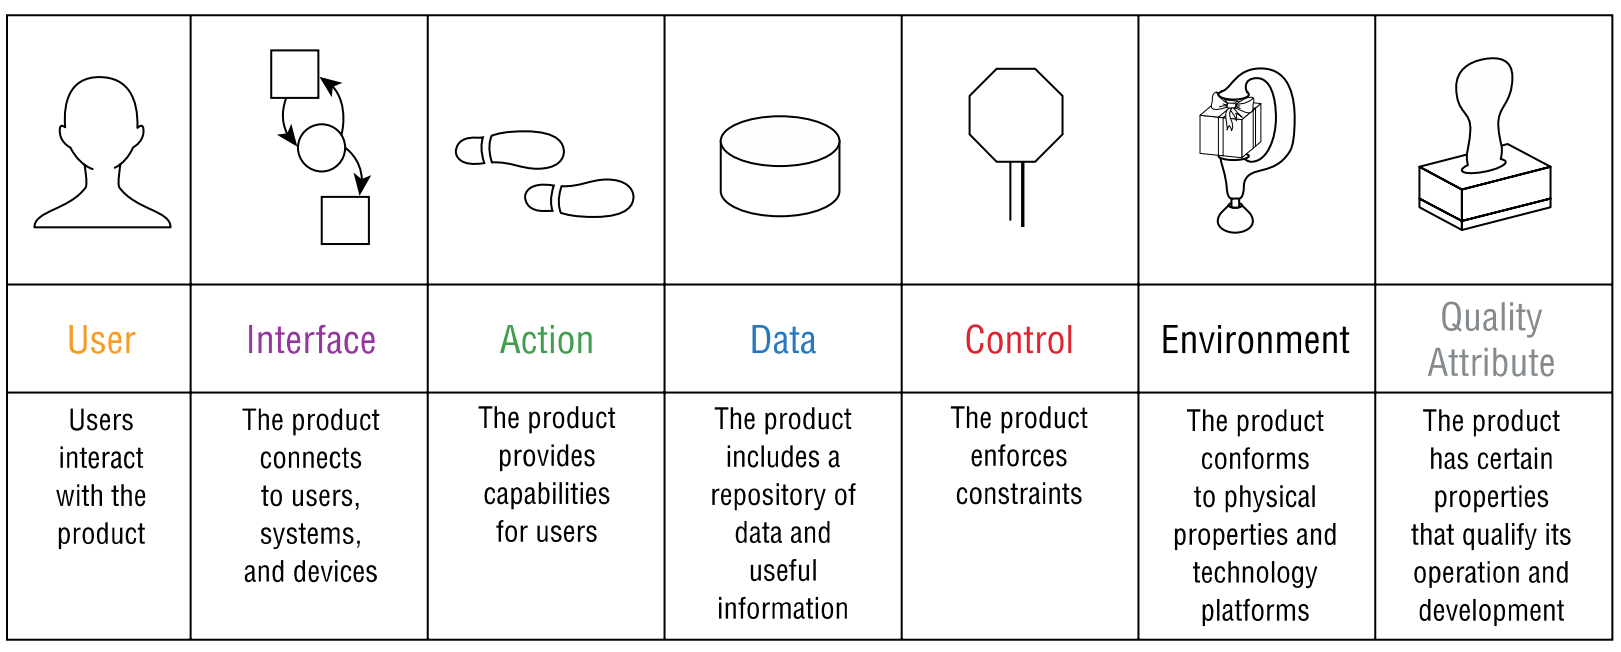 User
Interface
Action
Data
Control
Environment
Quality
Attribute
Users
interact
with the
product
The product
connects
to users,
systems,
and devices
The product
provides
capabilities
for users
The product
includes a
repository of
data and
useful
information
The product
enforces
constraints
The product
conforms
to physical
properties and
technology
platforms
The product
has certain
properties
that qualify its
operation and
development